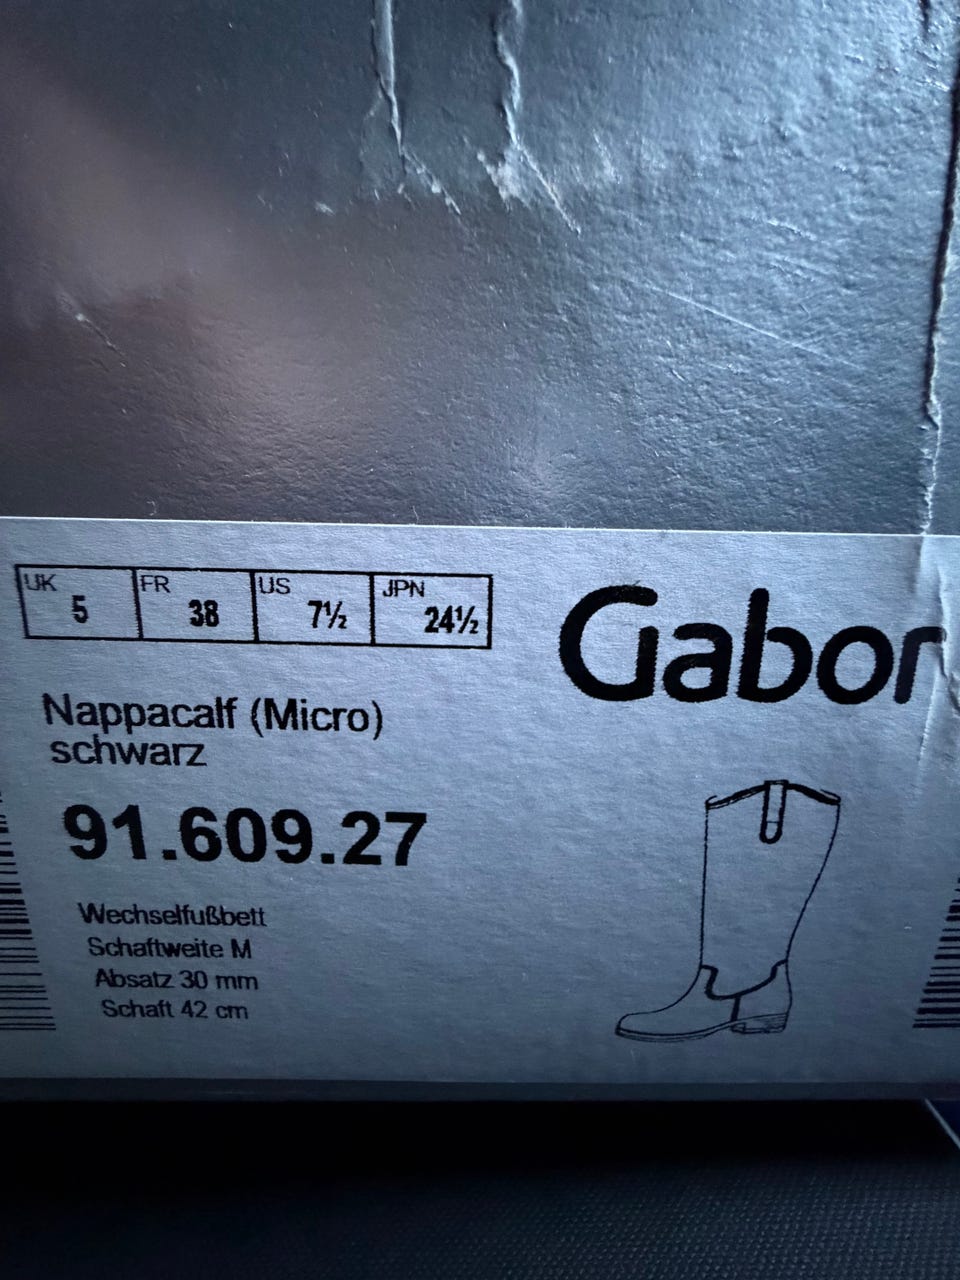 UK 5 FR 38 US 7½ JPN 24½
Gabor
Nappacalf (Micro)
schwarz
91.609.27
Wechselfußbett
Schaftweite M
Absatz 30 mm
Schaft 42 cm